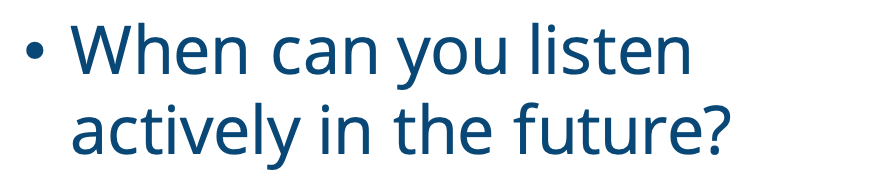 • When can you listen
actively in the future?